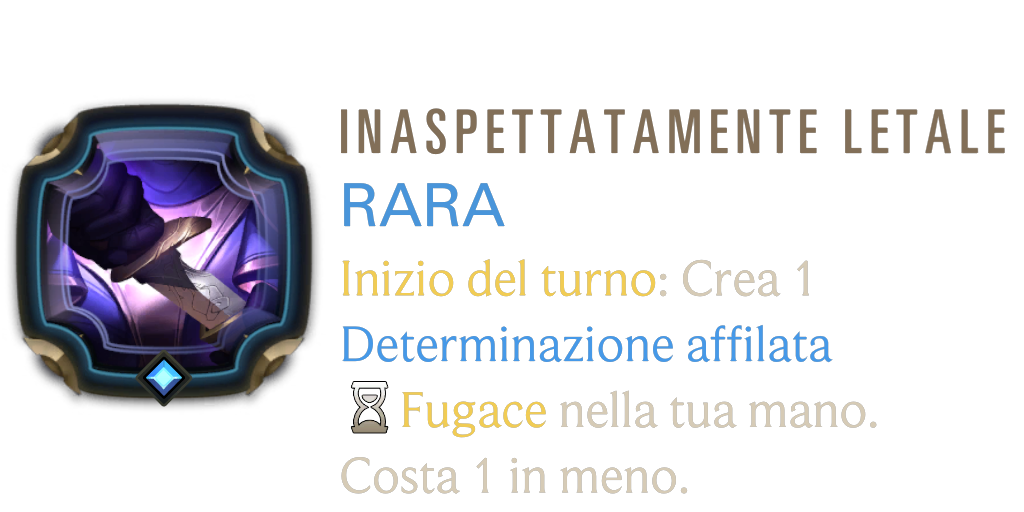 INASPETTATAMENTE LETALE
RARA
Inizio del turno: Crea 1
Determinazione affilata
Fugace nella tua mano.
Costa 1 in meno.